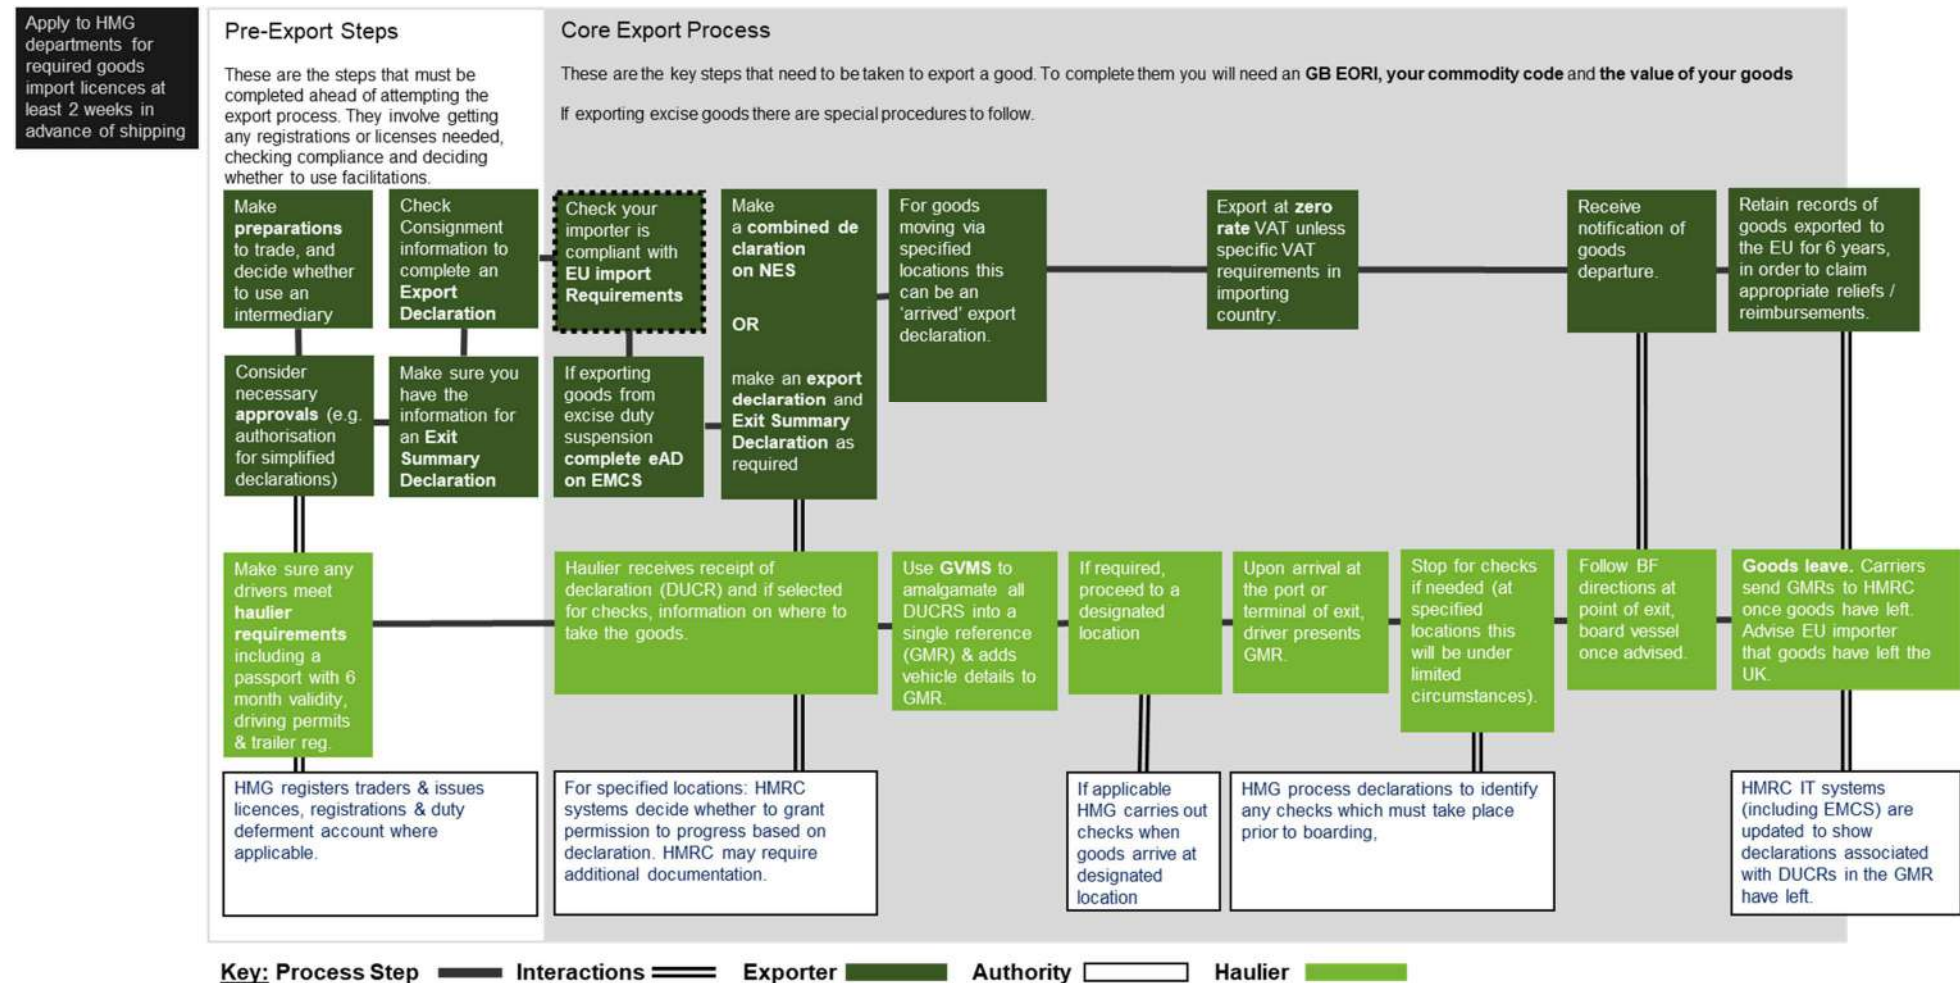 Apply to HMG
departments for
required goods
import licences at
least 2 weeks in
advance of shipping
Pre-Export Steps
These are the steps that must be
completed ahead of attempting the
export process. They involve getting
any registrations or licenses needed,
checking compliance and deciding
whether to use facilitations.
Core Export Process
These are the key steps that need to be taken to export a good. To complete them you will need an GB EORI, your commodity code and the value of your goods
If exporting excise goods there are special procedures to follow.
Make
preparations
to trade, and
decide whether
to use an
intermediary
Check
Consignment
information to
complete an
Export
Declaration
Check your
importer is
compliant with
EU import
Requirements
Make
a combined de
claration
on NES
OR
make an export
declaration and
Exit Summary
Declaration as
required
For goods
moving via
specified
locations this
can be an
'arrived' export
declaration.
Export at zero
rate VAT unless
specific VAT
requirements in
importing
country.
Receive
notification of
goods
departure.
Retain records of
goods exported to
the EU for 6 years,
in order to claim
appropriate reliefs /
reimbursements.
Consider
necessary
approvals (e.g.
authorisation
for simplified
declarations)
Make sure you
have the
information for
an Exit
Summary
Declaration
If exporting
goods from
excise duty
suspension
complete eAD
on EMCS
Make sure any
drivers meet
haulier
requirements
including a
passport with 6
month validity,
driving permits
& trailer reg.
Haulier receives receipt of
declaration (DUCR) and if selected
for checks, information on where to
take the goods.
Use GVMS to
amalgamate all
DUCRS into a
single reference
(GMR) & adds
vehicle details to
GMR.
If required,
proceed to a
designated
location
Upon arrival at
the port or
terminal of exit,
driver presents
GMR.
Stop for checks
if needed (at
specified
locations this
will be under
limited
circumstances).
Follow BF
directions at
point of exit,
board vessel
once advised.
Goods leave. Carriers
send GMRs to HMRC
once goods have left.
Advise EU importer
that goods have left the
UK.
HMG registers traders & issues
licences, registrations & duty
deferment account where
applicable.
For specified locations: HMRC
systems decide whether to grant
permission to progress based on
declaration. HMRC may require
additional documentation.
If applicable
HMG carries out
checks when
goods arrive at
designated
location
HMG process declarations to identify
any checks which must take place
prior to boarding,
HMRC IT systems
(including EMCS) are
updated to show
declarations associated
with DUCRs in the GMR
have left.
Key: Process Step Interactions Exporter Authority Haulier